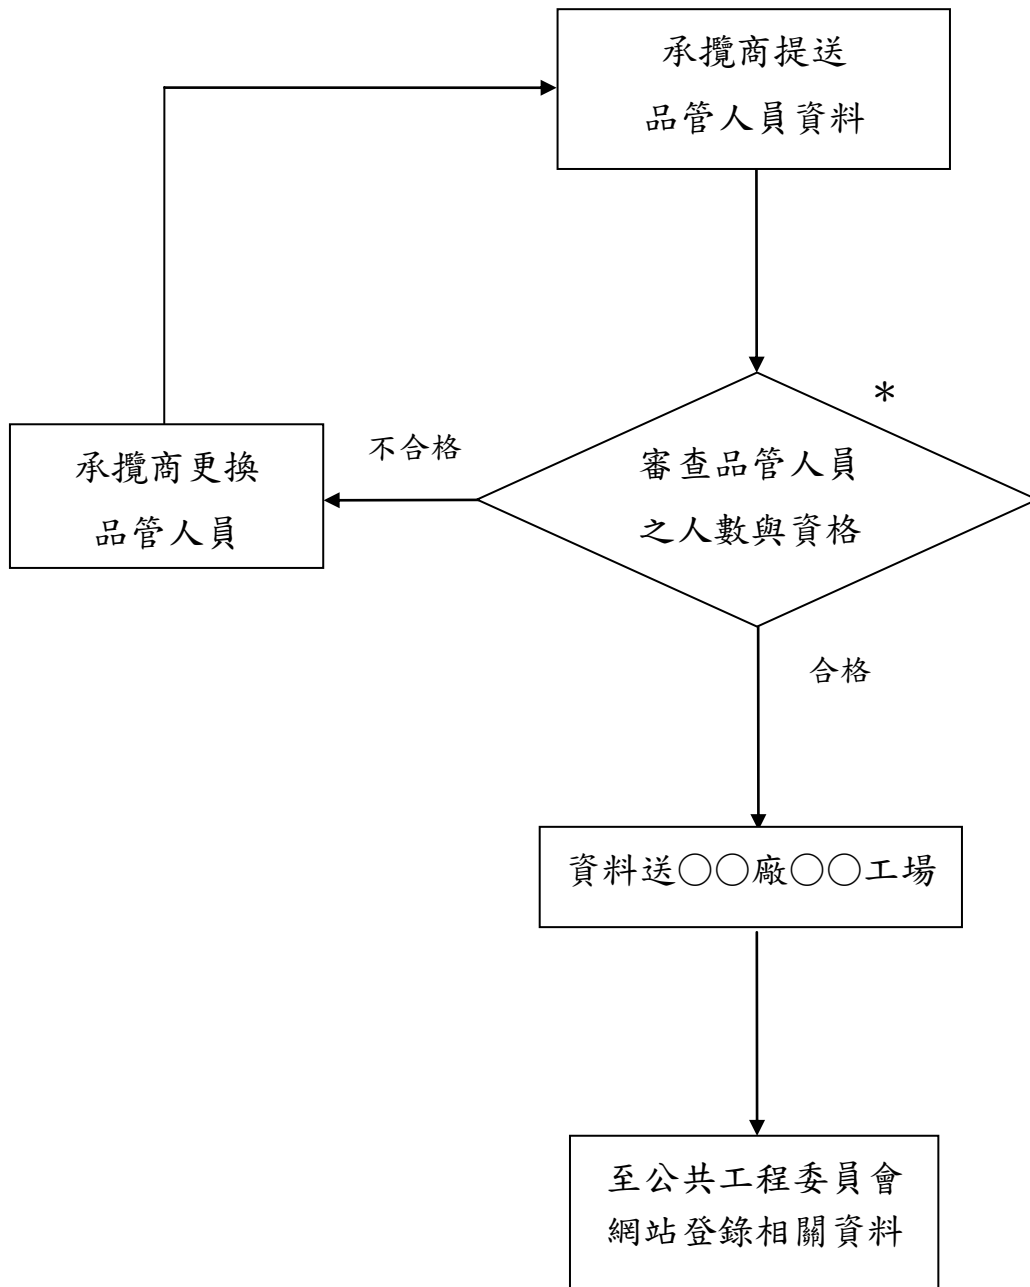 承攬商提送
品管人員資料
*
審查品管人員
之人數與資格
不合格
承攬商更換
品管人員
合格
資料送○○廠○○工場
至公共工程委員會
網站登錄相關資料